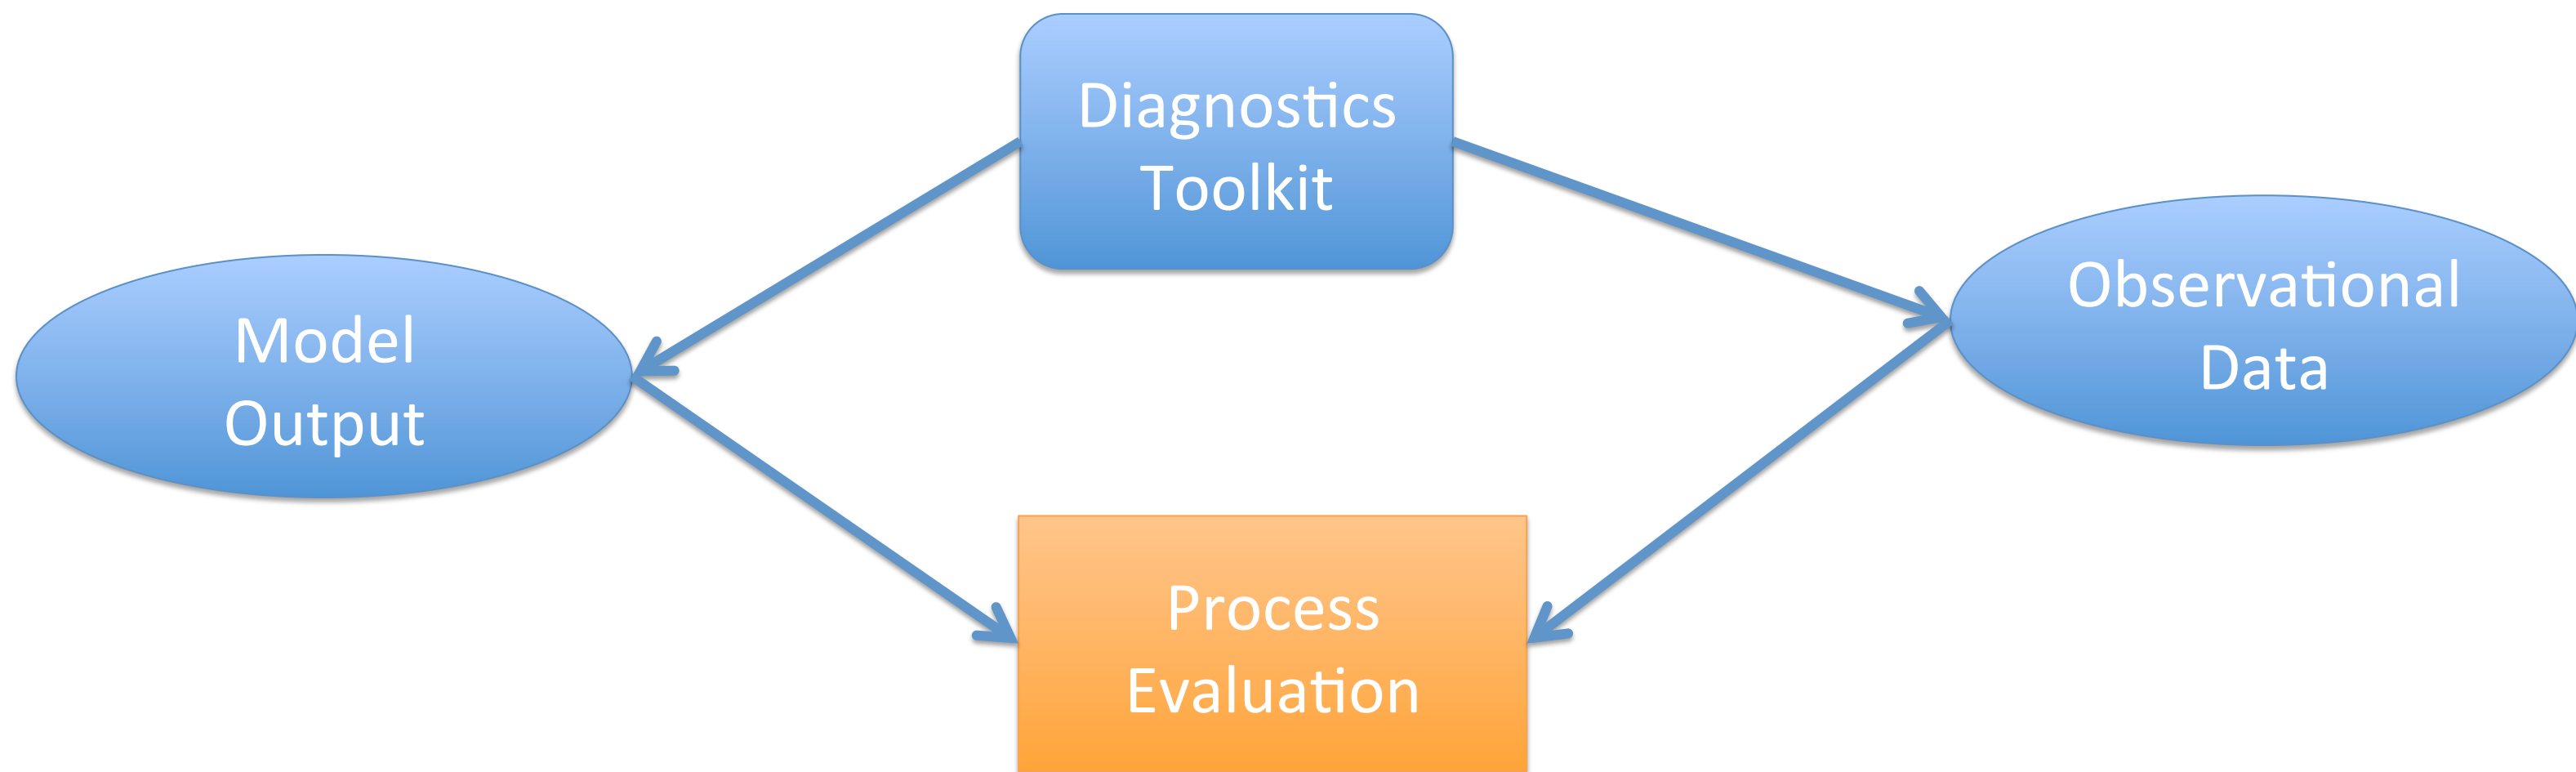 Diagnostics
Toolkit
Model
Output
Observational
Data
Process
Evaluation